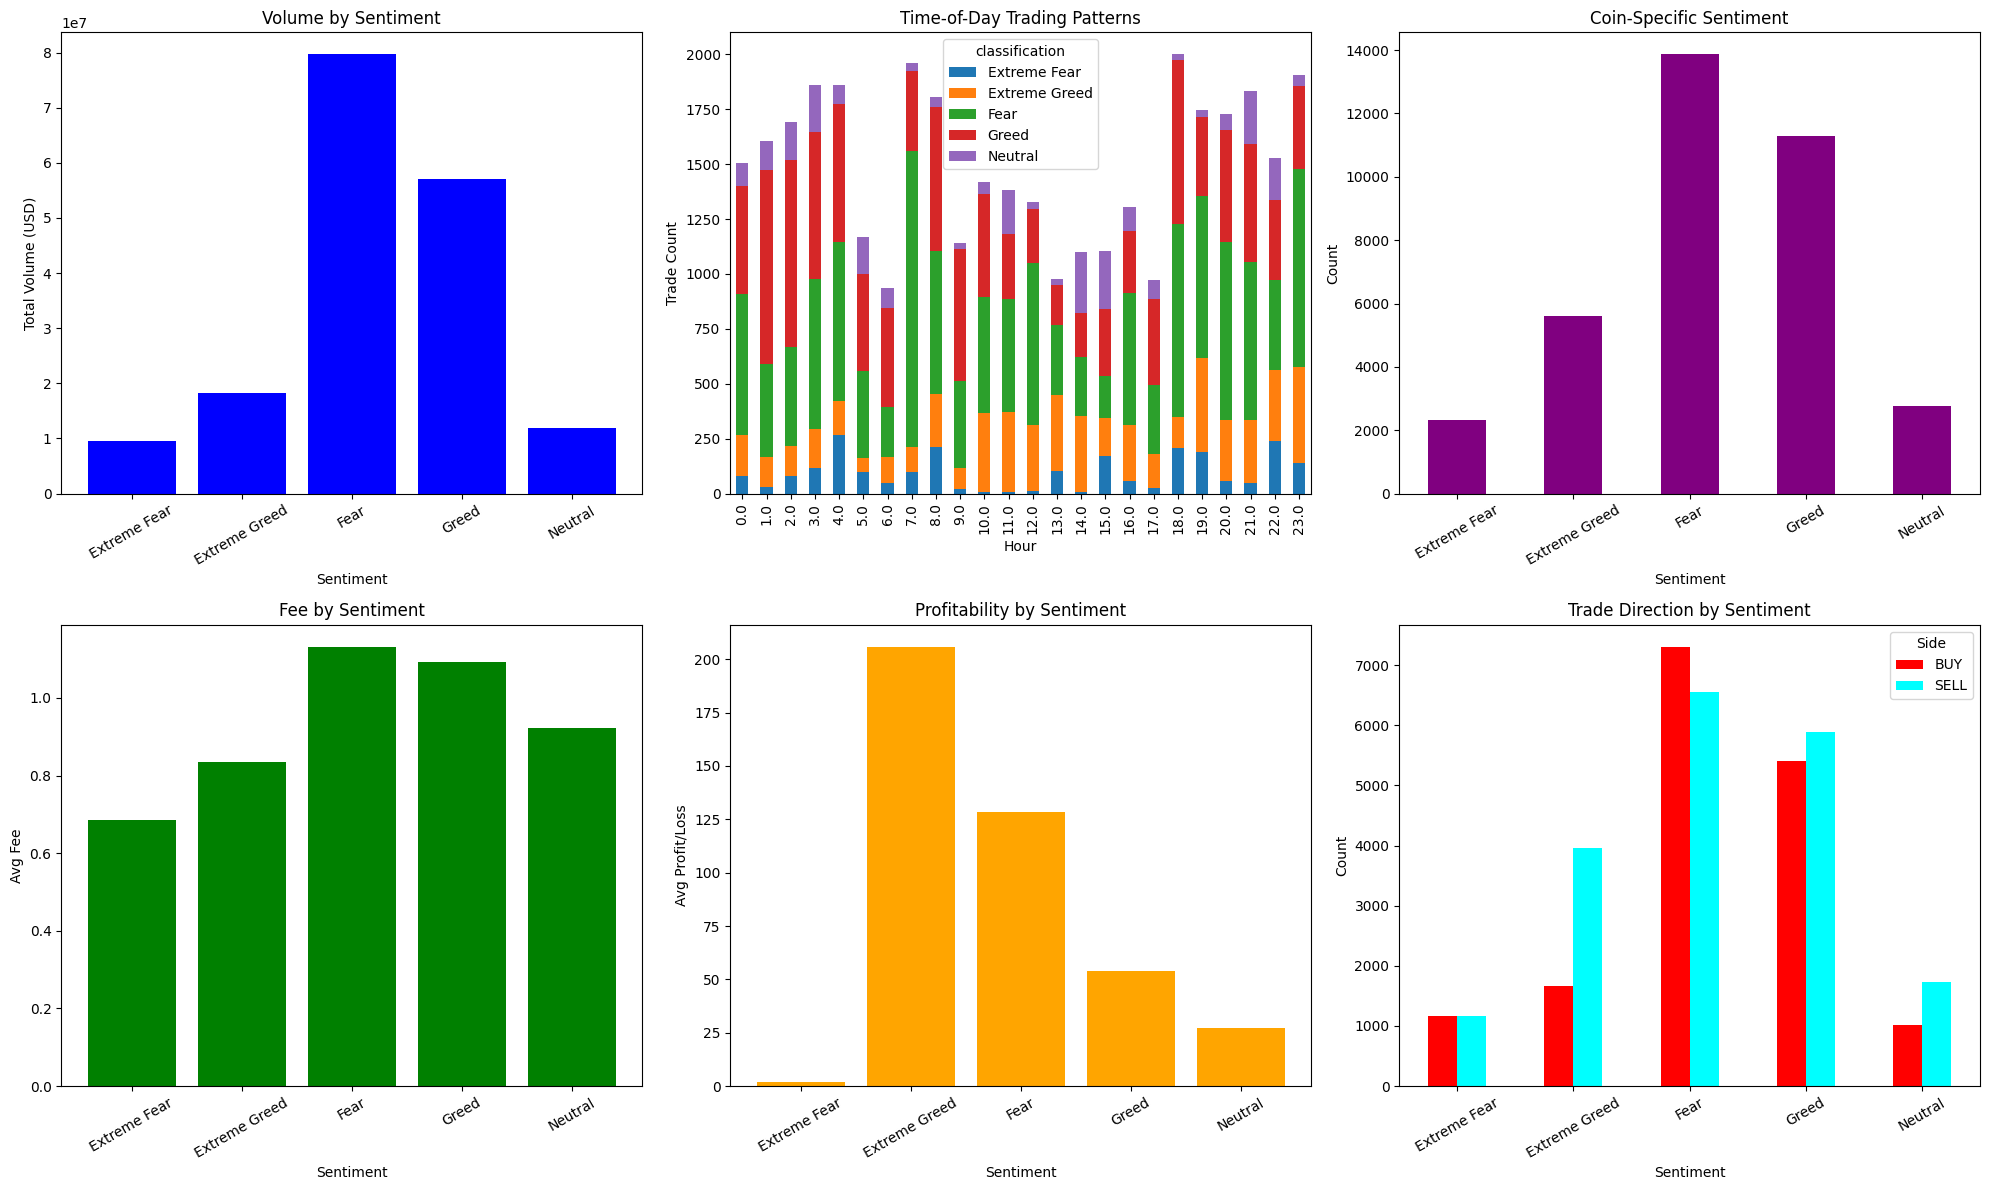 Volume by Sentiment
1e7
8
7
6
5
4
3
2
1
0
Total Volume (USD)
Extreme Fear
Extreme Greed
Fear
Greed
Neutral
Sentiment
Time-of-Day Trading Patterns
classification
Extreme Fear
Extreme Greed
Fear
Greed
Neutral
2000
1750
1500
1250
1000
750
500
250
0
Trade Count
0.0
1.0
2.0
3.0
4.0
5.0
6.0
7.0
8.0
9.0
10.0
11.0
12.0
13.0
14.0
15.0
16.0
17.0
18.0
19.0
20.0
21.0
22.0
23.0
Hour
Coin-Specific Sentiment
14000
12000
10000
8000
6000
4000
2000
0
Count
Extreme Fear
Extreme Greed
Fear
Greed
Neutral
Sentiment
Fee by Sentiment
1.0
0.8
0.6
0.4
0.2
0.0
Avg Fee
Extreme Fear
Extreme Greed
Fear
Greed
Neutral
Sentiment
Profitability by Sentiment
200
175
150
125
100
75
50
25
0
Avg Profit/Loss
Extreme Fear
Extreme Greed
Fear
Greed
Neutral
Sentiment
Trade Direction by Sentiment
Side
BUY
SELL
7000
6000
5000
4000
3000
2000
1000
0
Count
Extreme Fear
Extreme Greed
Fear
Greed
Neutral
Sentiment